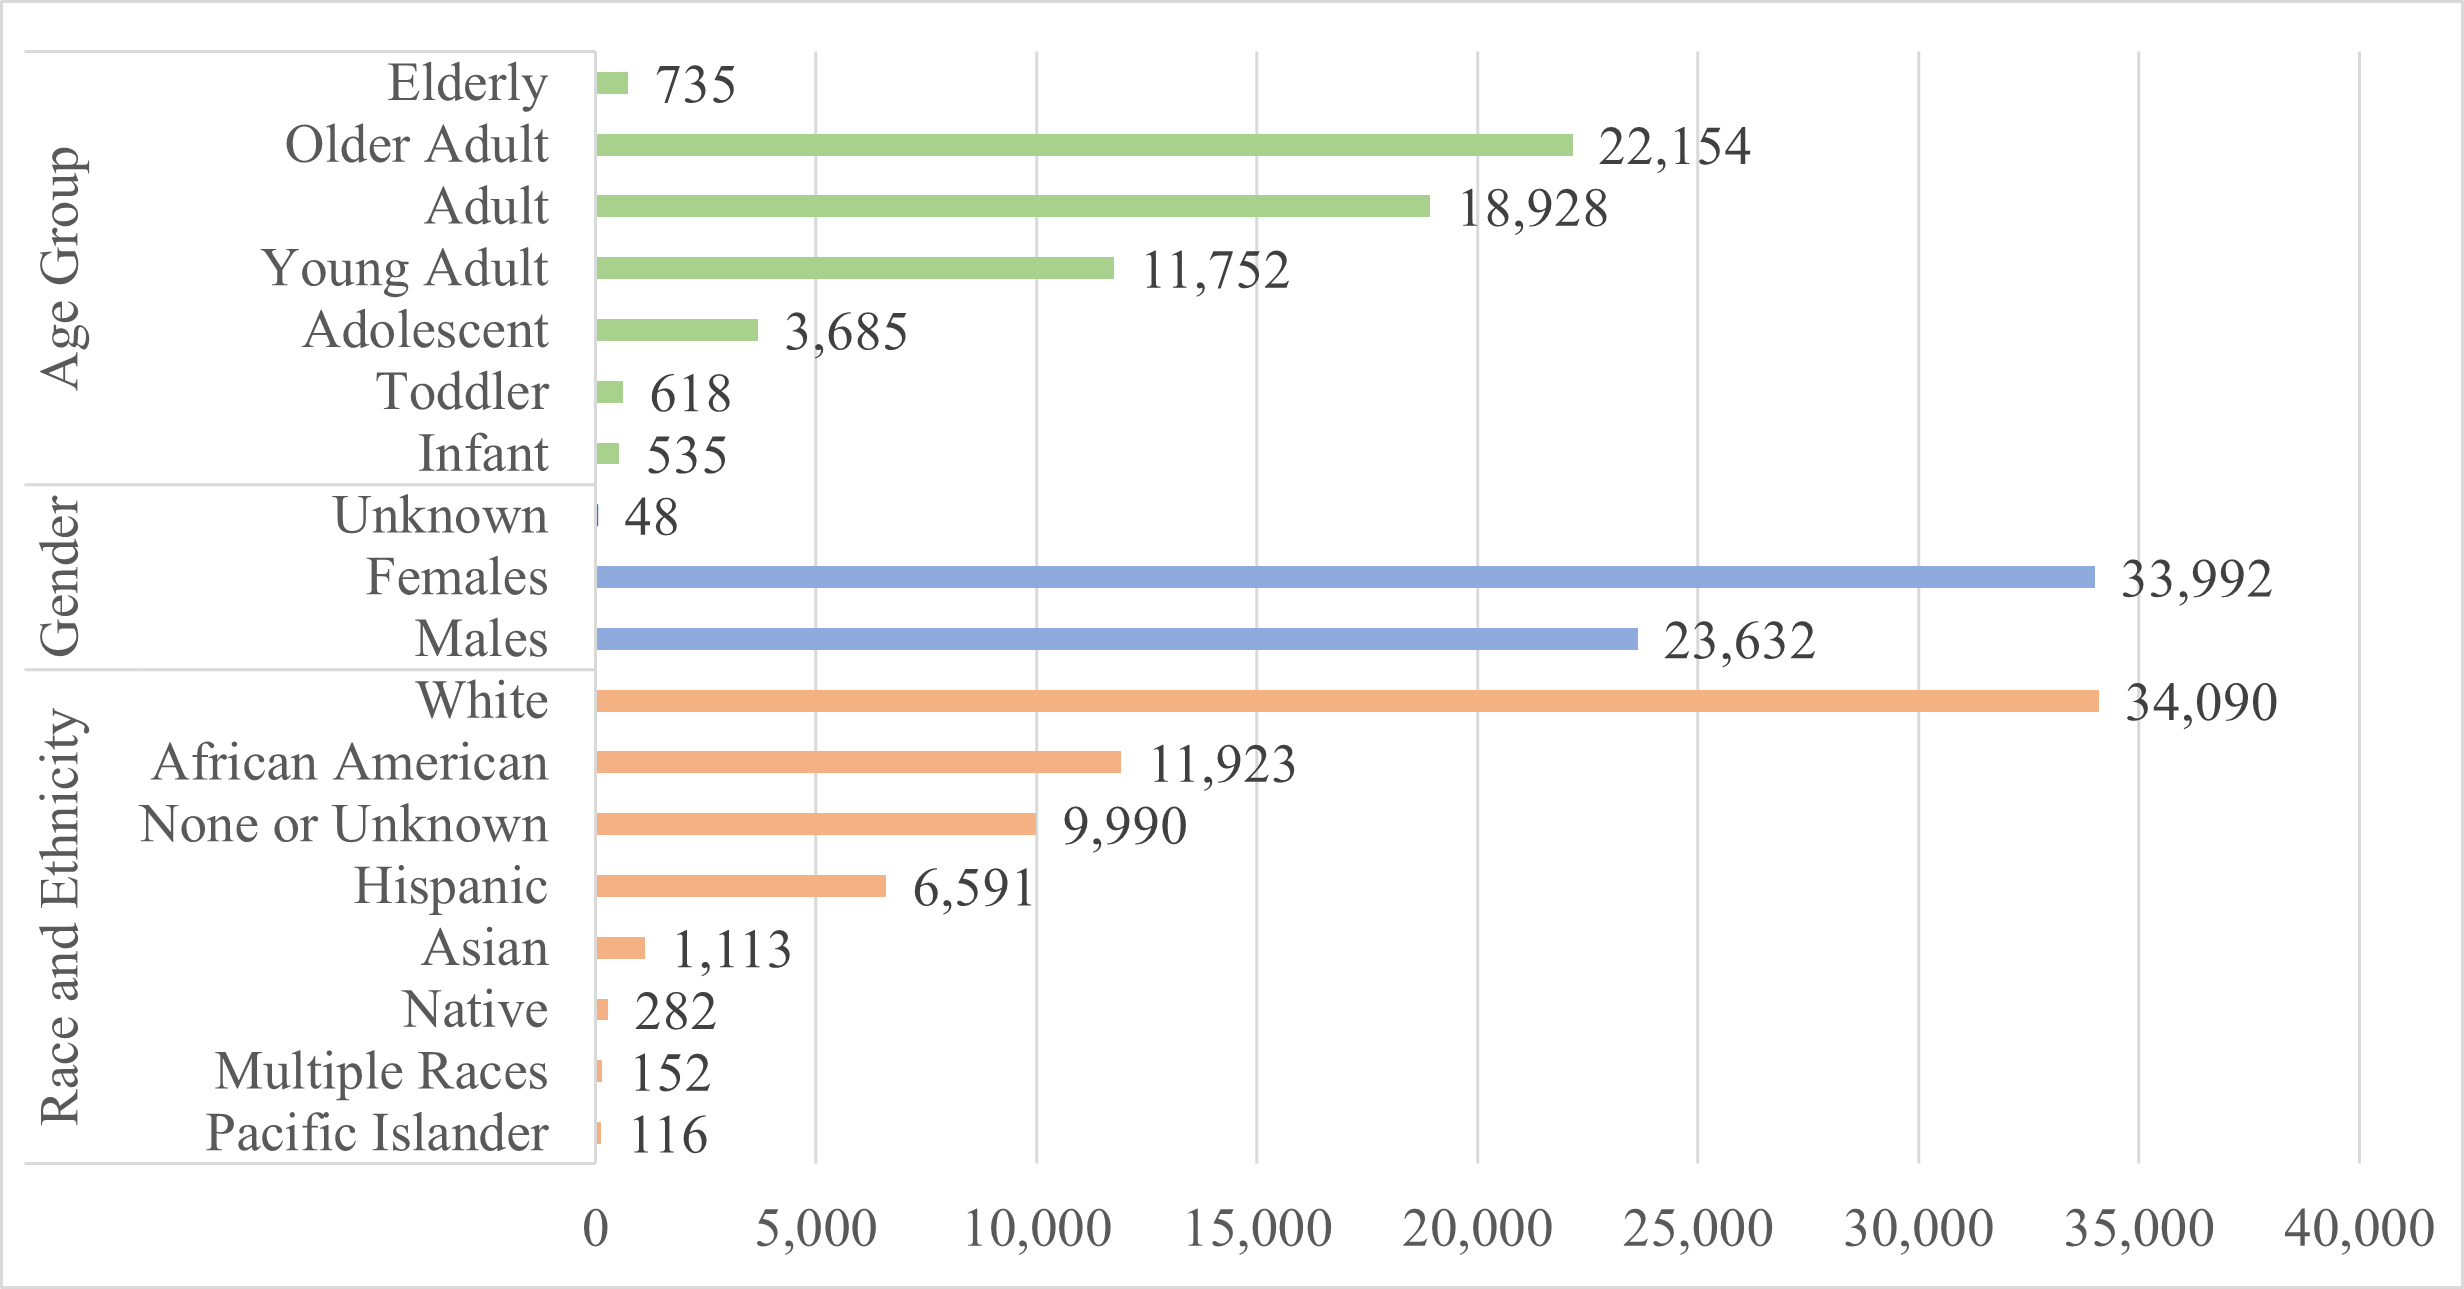 Age Group
Elderly 735
Older Adult 22,154
Adult 18,928
Young Adult 11,752
Adolescent 3,685
Toddler 618
Infant 535
Gender
Unknown 48
Females 33,992
Males 23,632
Race and Ethnicity
White 34,090
African American 11,923
None or Unknown 9,990
Hispanic 6,591
Asian 1,113
Native 282
Multiple Races 152
Pacific Islander 116
0 5,000 10,000 15,000 20,000 25,000 30,000 35,000 40,000